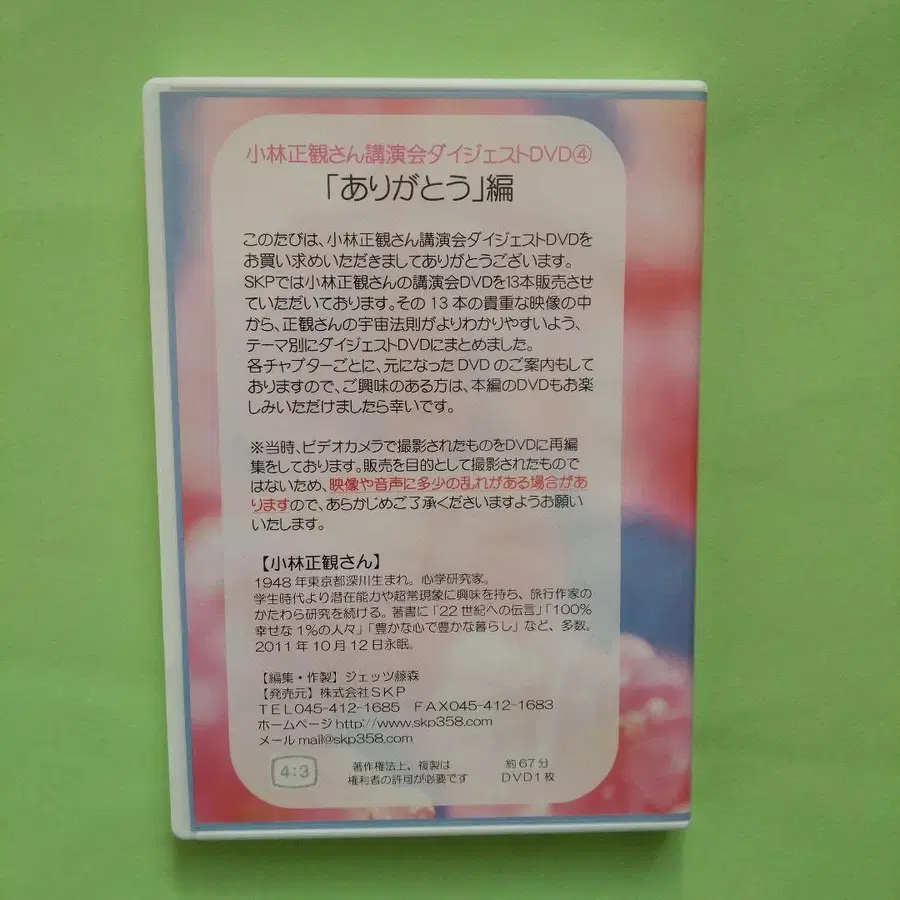 小林正観さん講演会ダイジェストDVD④
「ありがとう」編
このたびは、小林正観さん講演会ダイジェストDVDを
お買い求めいただきましてありがとうございます。
SKPでは小林正観さんの講演会DVDを13本販売させ
ていただいております。その13本の貴重な映像の中
から、正観さんの宇宙法則がよりわかりやすいよう、
テーマ別にダイジェストDVDにまとめました。
各チャプターごとに、元になったDVDのご案内もして
おりますので、ご興味のある方は、本編のDVDもお楽
しみいただけましたら幸いです。
※当時、ビデオカメラで撮影されたものをDVDに再編
集をしております。販売を目的として撮影されたもので
はないため、映像や音声に多少の乱れがある場合があ
りますので、あらかじめご了承くださいますようお願い
いたします。
【小林正観さん】
1948年東京都深川生まれ。心学研究家。
学生時代より潜在能力や超常現象に興味を持ち、旅行作家の
かたわら研究を続ける。著書に「22世紀への伝言」「100%
幸せな1%の人々」「豊かな心で豊かな暮らし」など、多数。
2011年10月12日永眠。
【編集・作製】ジェッツ藤森
【発売元】株式会社SKP
TEL045-412-1685 FAX045-412-1683
ホームページ http://www.skp358.com
メール mail@skp358.com
4:3
著作権法上、複製は
権利者の許可が必要です
約67分
DVD1枚